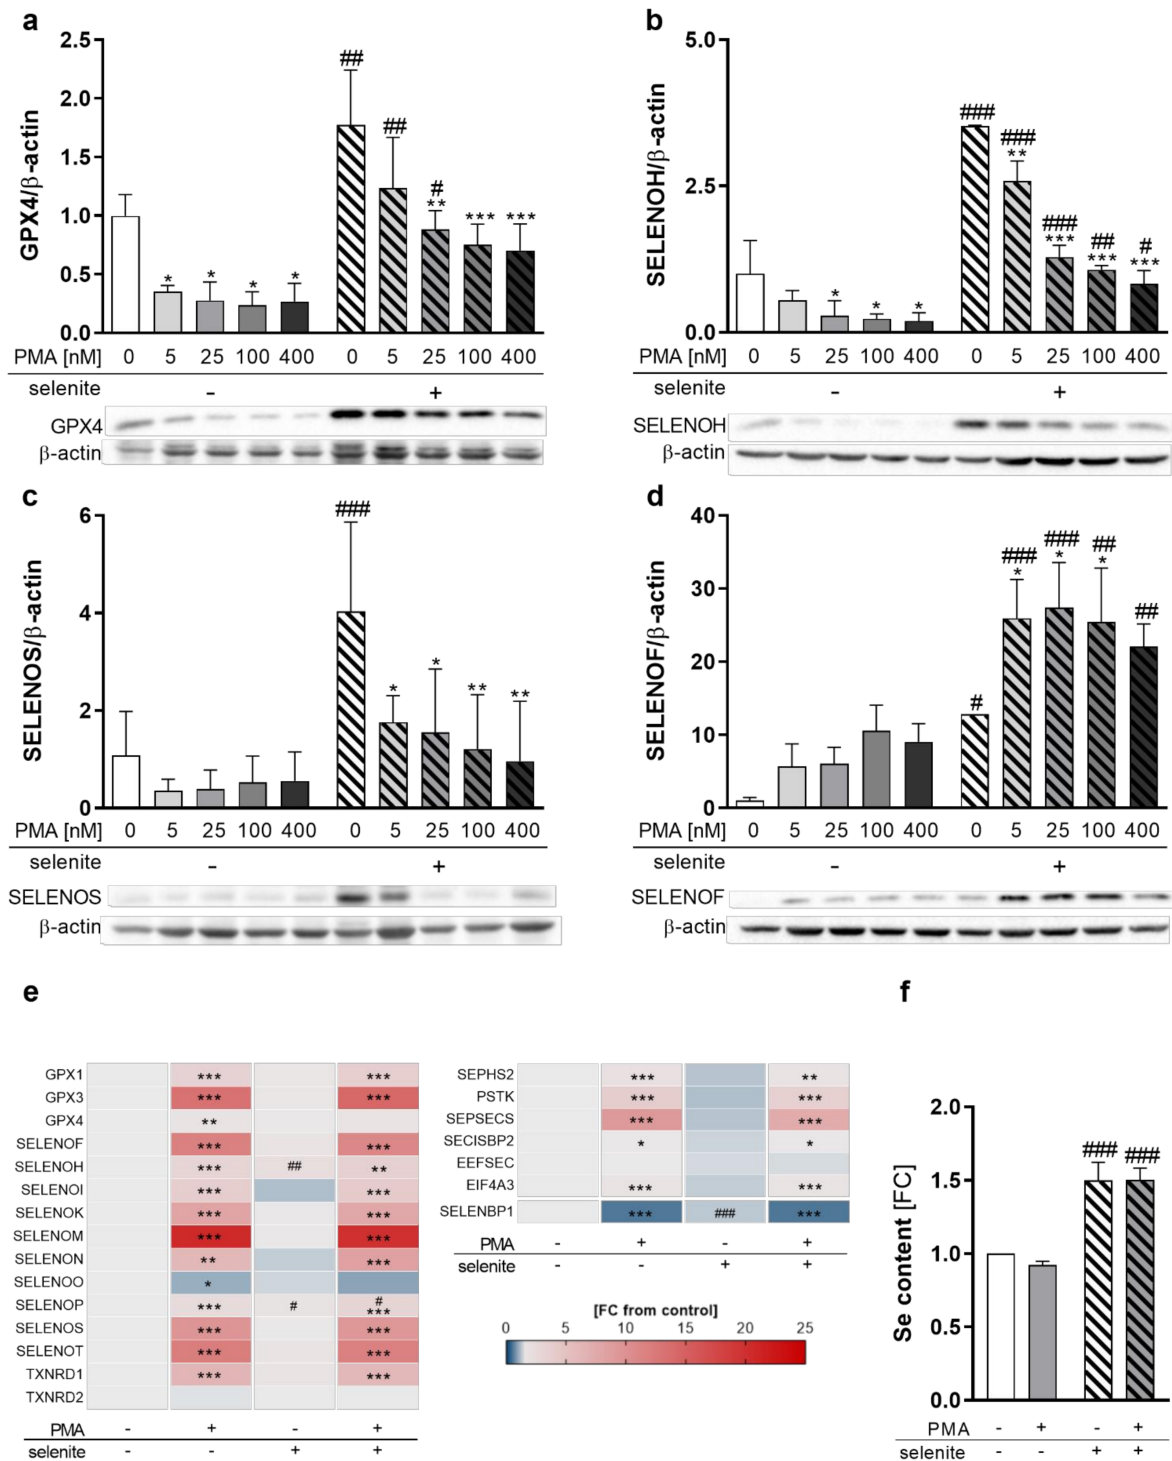 a
GPX4/β-actin
2.5
2.0
1.5
1.0
0.5
0.0
* * * *
## ## # ** *** ***
PMA [nM] 0 5 25 100 400 0 5 25 100 400
selenite - +
GPX4
β-actin
b
SELENOH/β-actin
5.0
2.5
0.0
* * *
### ### ** ### *** ## *** # ***
PMA [nM] 0 5 25 100 400 0 5 25 100 400
selenite - +
SELENOH
β-actin
c
SELENOS/β-actin
6
4
2
0
### * * ** **
PMA [nM] 0 5 25 100 400 0 5 25 100 400
selenite - +
SELENOS
β-actin
d
SELENOF/β-actin
40
30
20
10
0
# ### * ### * ## * ##
PMA [nM] 0 5 25 100 400 0 5 25 100 400
selenite - +
SELENOF
β-actin
e
GPX1 *** ***
GPX3 *** ***
GPX4 **
SELENOF *** ***
SELENOH *** ## **
SELENOI *** ***
SELENOK *** ***
SELENOM *** ***
SELENON ** ***
SELENOO *
SELENOP *** # # ***
SELENOS *** ***
SELENOT *** ***
TXNRD1 *** ***
TXNRD2
PMA - + - +
selenite - - + +
SEPHS2 *** **
PSTK *** ***
SEPSECS *** ***
SECISBP2 * *
EEFSEC
EIF4A3 *** ***
SELENBP1 *** ### ***
PMA - + - +
selenite - - + +
[FC from control]
0 5 10 15 20 25
f
Se content [FC]
2.0
1.5
1.0
0.5
0.0
### ###
PMA - + - +
selenite - - + +